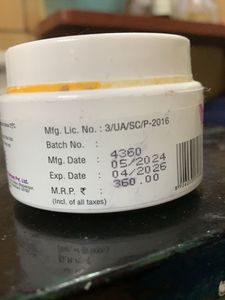 Mfg. Lic. No. : 3/UA/SC/P-2016
Batch No. : 4360
Mfg. Date : 05/2024
Exp. Date : 04/2026
M.R.P. ₹ : 360.00
(Incl. of all taxes)